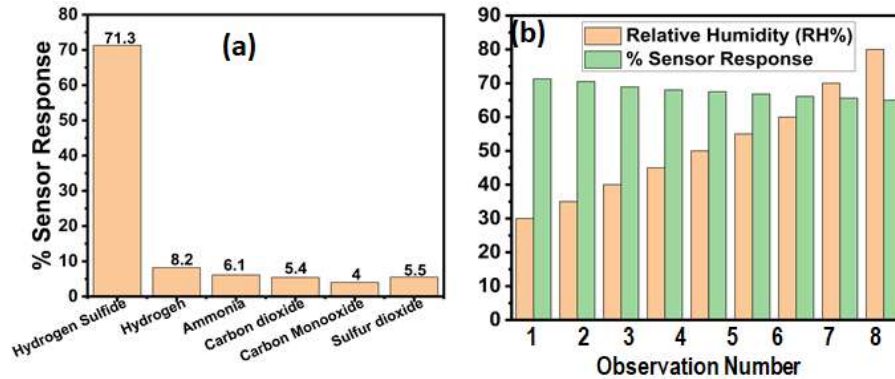 (a)
% Sensor Response
80
70
60
50
40
30
20
10
0
71.3
8.2
6.1
5.4
4
5.5
Hydrogen Sulfide
Hydrogen
Ammonia
Carbon dioxide
Carbon Monooxide
Sulfur dioxide
(b)
Relative Humidity (RH%)
% Sensor Response
90
80
70
60
50
40
30
20
10
0
1 2 3 4 5 6 7 8
Observation Number